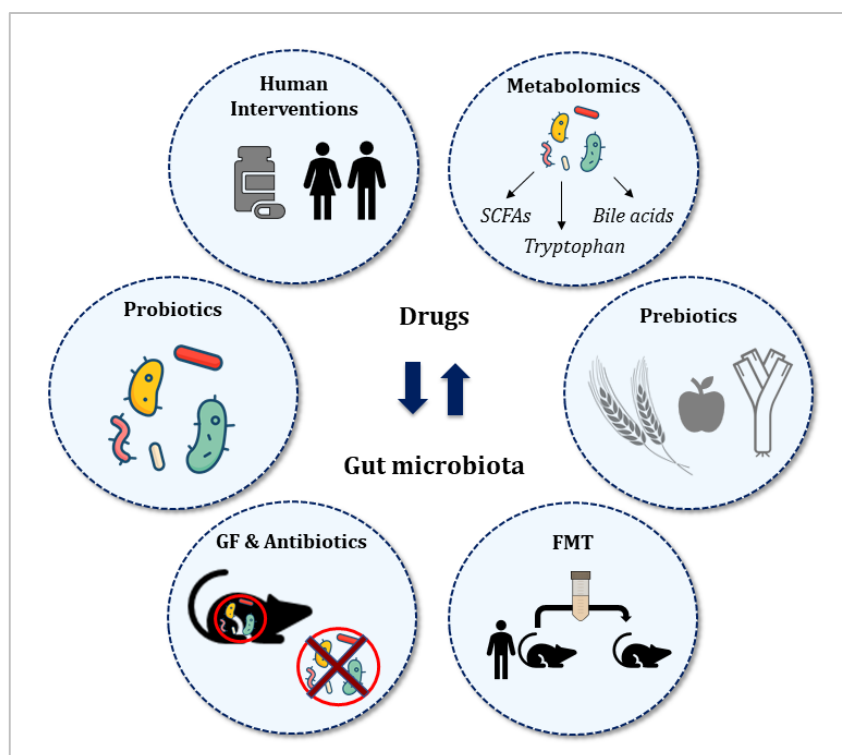 Human
Interventions
Metabolomics
SCFAs
Bile acids
Tryptophan
Probiotics
Drugs
Prebiotics
Gut microbiota
GF & Antibiotics
FMT